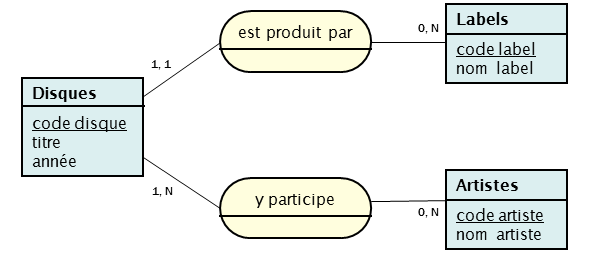 Labels
code label
nom label
est produit par
0, N
1, 1
Disques
code disque
titre
année
1, N
y participe
0, N
Artistes
code artiste
nom artiste